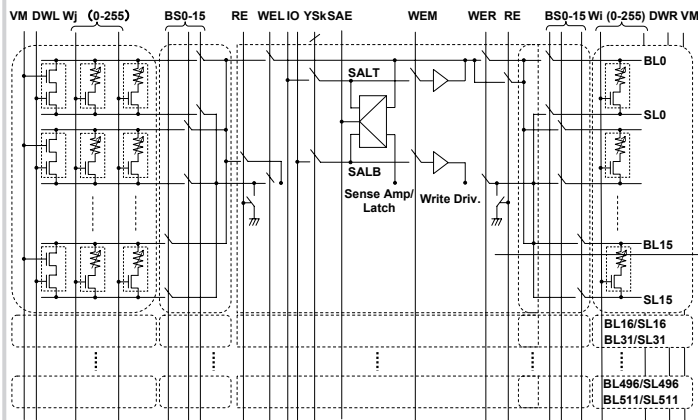 VM DWL Wj (0-255) BS0-15 RE WEL IO YSk SAE WEM WER RE BS0-15 Wi (0-255) DWR VM
BL0
SALT
SL0
SALB
Sense Amp/
Latch
Write Driv.
BL15
SL15
BL16/SL16
BL31/SL31
BL496/SL496
BL511/SL511